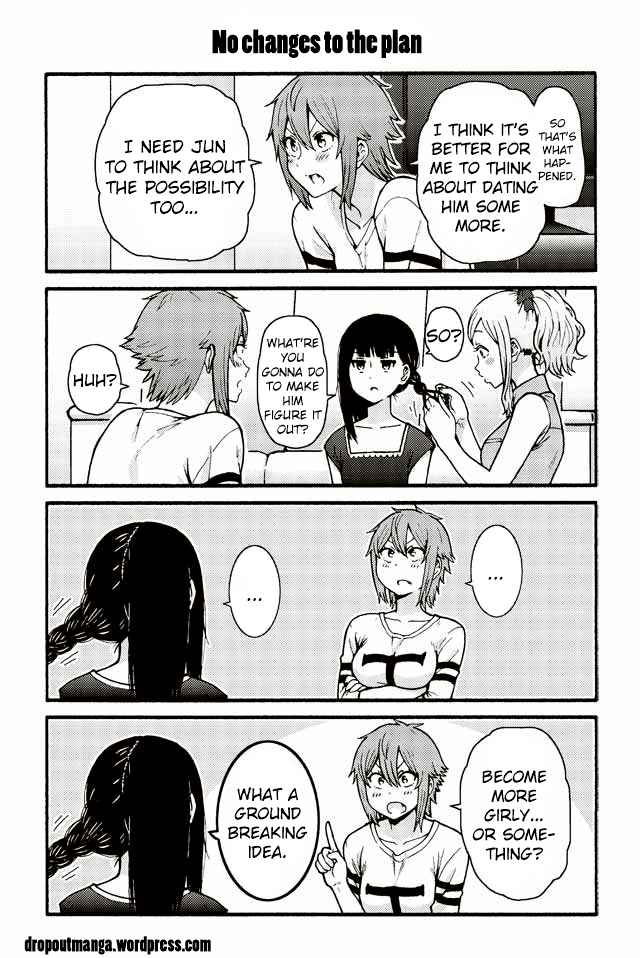 No changes to the plan
SO
THAT'S
WHAT
HAP-
PENED.
I THINK IT'S
BETTER FOR
ME TO THINK
ABOUT DATING
HIM SOME
MORE.
I NEED JUN
TO THINK ABOUT
THE POSSIBILITY
TOO...
SO?
WHAT'RE
YOU
GONNA DO
TO MAKE
HIM
FIGURE IT
OUT?
HUH?
...
...
T
BECOME
MORE
GIRLY...
OR SOME-
THING?
WHAT A
GROUND
BREAKING
IDEA.
T
dropoutmanga.wordpress.com